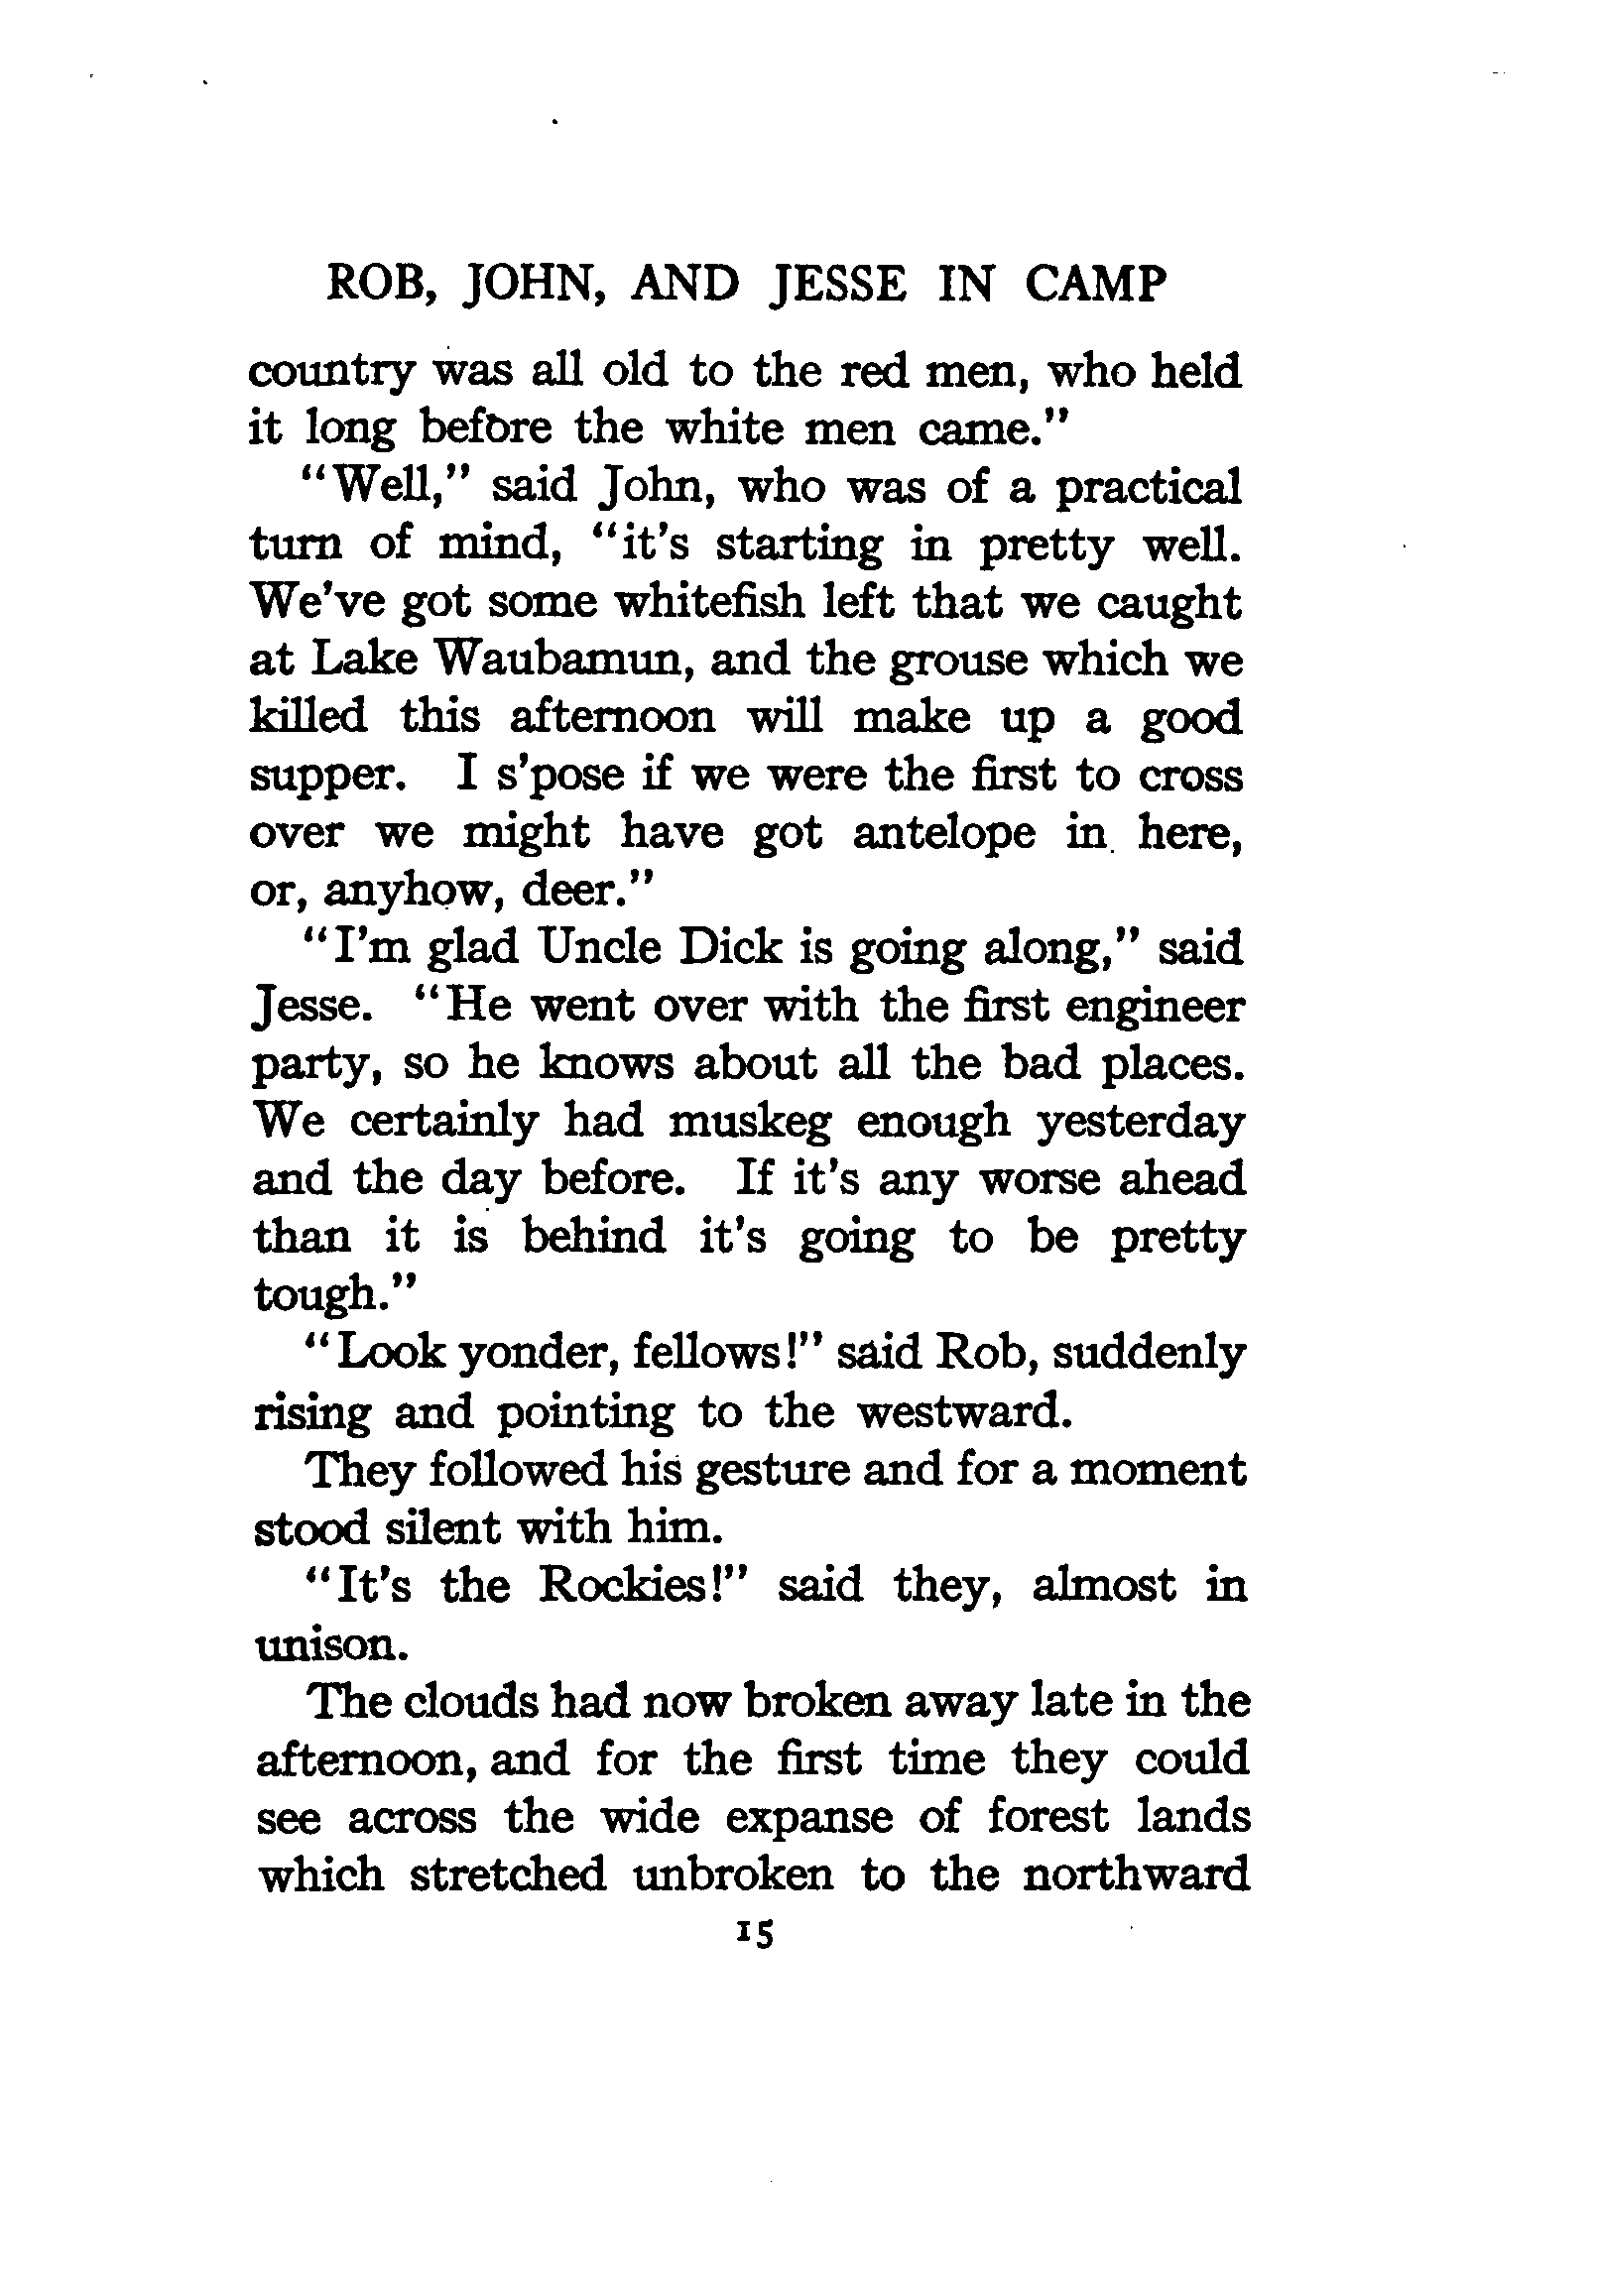 ROB, JOHN, AND JESSE IN CAMP
country was all old to the red men, who held
it long before the white men came."
"Well," said John, who was of a practical
turn of mind, "it's starting in pretty well.
We've got some whitefish left that we caught
at Lake Waubamun, and the grouse which we
killed this afternoon will make up a good
supper. I s'pose if we were the first to cross
over we might have got antelope in here,
or, anyhow, deer."
"I'm glad Uncle Dick is going along," said
Jesse. "He went over with the first engineer
party, so he knows about all the bad places.
We certainly had muskeg enough yesterday
and the day before. If it's any worse ahead
than it is behind it's going to be pretty
tough."
"Look yonder, fellows!" said Rob, suddenly
rising and pointing to the westward.
They followed his gesture and for a moment
stood silent with him.
"It's the Rockies!" said they, almost in
unison.
The clouds had now broken away late in the
afternoon, and for the first time they could
see across the wide expanse of forest lands
which stretched unbroken to the northward
15